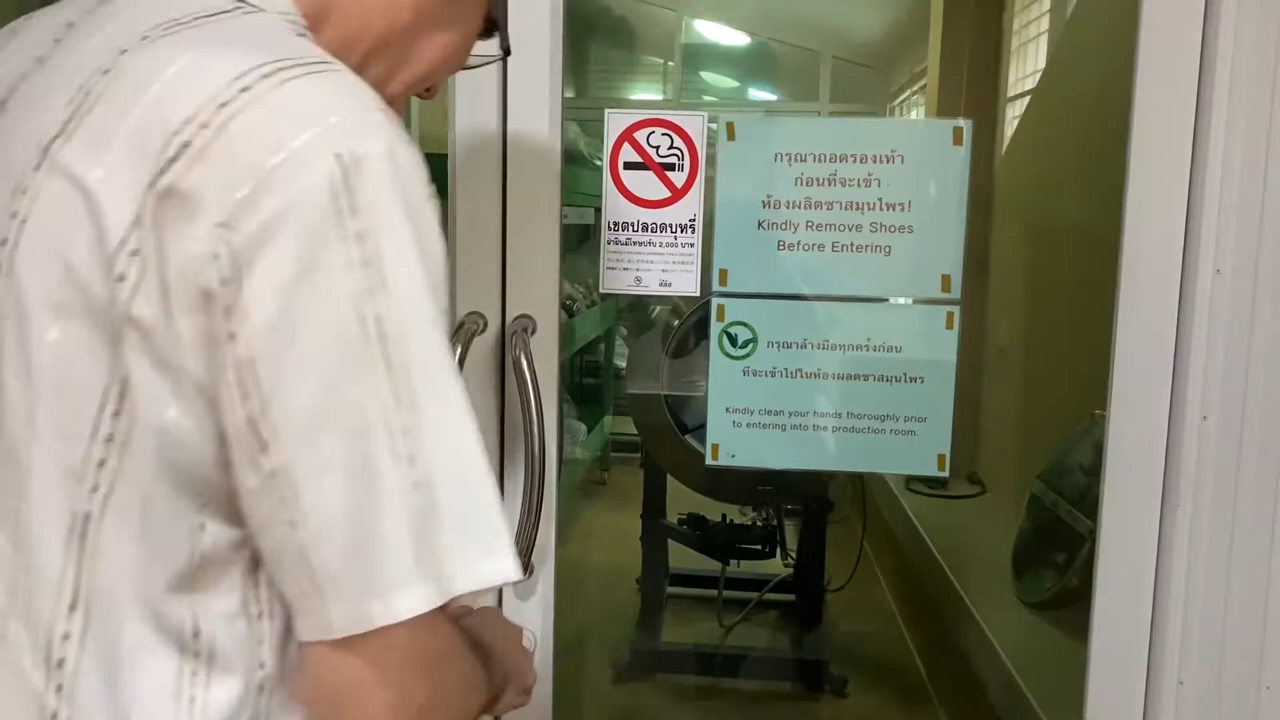 เขตปลอดบุหรี่
ฝ่าฝืนมีโทษปรับ 2,000 บาท
กรุณาถอดรองเท้า
ก่อนที่จะเข้า
ห้องผลิตชาสมุนไพร!
Kindly Remove Shoes
Before Entering
กรุณาล้างมือทุกครั้งก่อน
ที่จะเข้าไปในห้องผลิตชาสมุนไพร
Kindly clean your hands thoroughly prior
to entering into the production room.